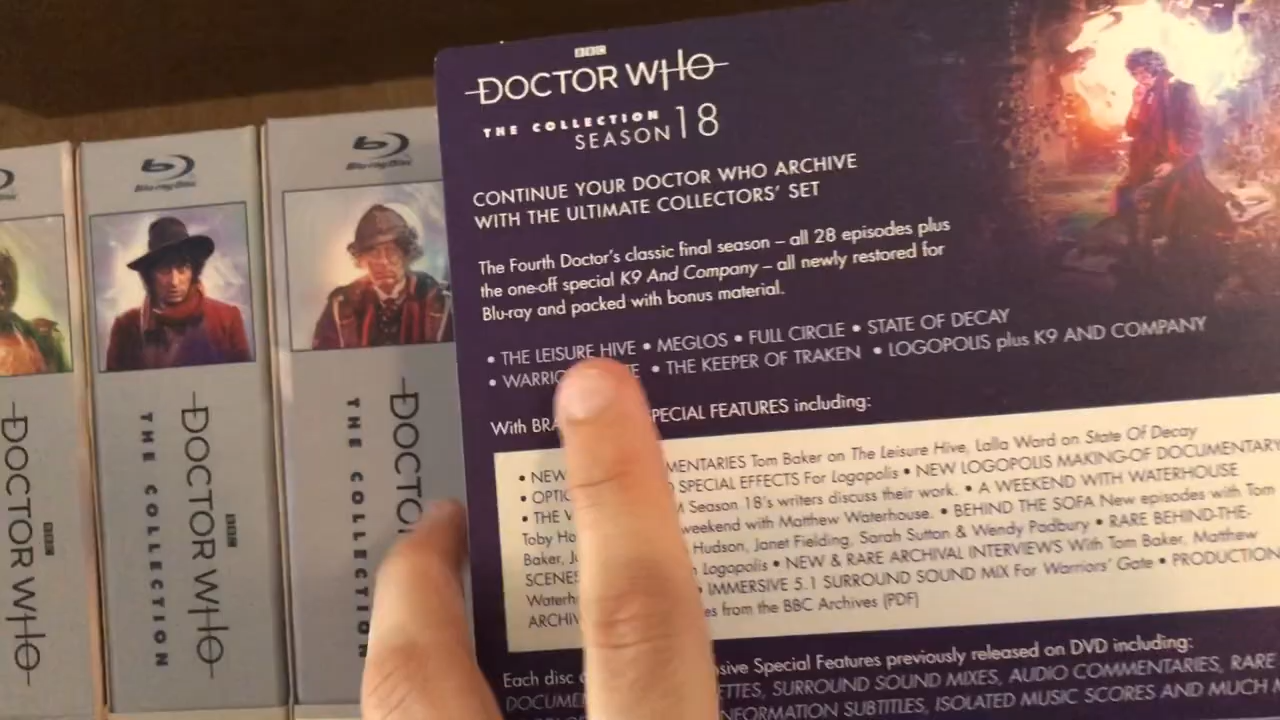 BBC
DOCTOR WHO
THE COLLECTION
SEASON 18
CONTINUE YOUR DOCTOR WHO ARCHIVE
WITH THE ULTIMATE COLLECTORS' SET
The Fourth Doctor's classic final season – all 28 episodes plus
the one-off special K9 And Company – all newly restored for
Blu-ray and packed with bonus material.
• THE LEISURE HIVE • MEGLOS • FULL CIRCLE • STATE OF DECAY
• • THE KEEPER OF TRAKEN • LOGOPOLIS plus K9 AND COMPANY
With SPECIAL FEATURES including:
• NEW Tom Baker on The Leisure Hive, Lalla Ward on State Of Decay
• SPECIAL EFFECTS For Logopolis • NEW LOGOPOLIS MAKING-OF DOCUMENTARY
• THE Season 18's writers discuss their work. • A WEEKEND WITH WATERHOUSE
Toby weekend with Matthew Waterhouse. • BEHIND THE SOFA New episodes with Tom
Baker, Hudson, Janet Fielding, Sarah Sutton & Wendy Padbury • RARE BEHIND-THE-
SCENES Logopolis • NEW & RARE ARCHIVAL INTERVIEWS With Tom Baker, Matthew
• IMMERSIVE 5.1 SURROUND SOUND MIX For Warriors' Gate • PRODUCTION
from the BBC Archives (PDF)
Each disc Special Features previously released on DVD including:
SURROUND SOUND MIXES, AUDIO COMMENTARIES, RARE
SUBTITLES, ISOLATED MUSIC SCORES AND MUCH
BBC
DOCTOR WHO
Blu-ray Disc
THE COLLECTION
BBC
DOCTOR WHO
Blu-ray Disc
THE COLLECTION